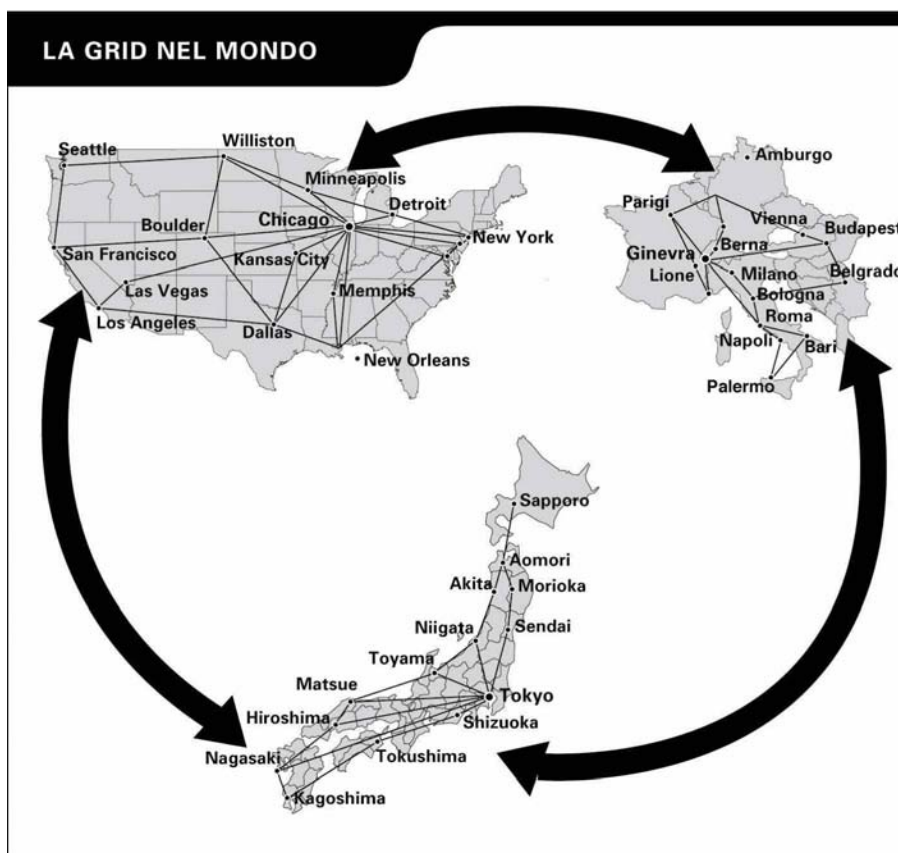 LA GRID NEL MONDO
Seattle
Williston
Minneapolis
Detroit
Boulder
Chicago
New York
San Francisco
Kansas City
Las Vegas
Memphis
Los Angeles
Dallas
New Orleans
Amburgo
Parigi
Vienna
Budapest
Ginevra
Berna
Lione
Milano
Belgrado
Bologna
Roma
Napoli
Bari
Palermo
Sapporo
Aomori
Akita
Morioka
Niigata
Sendai
Toyama
Matsue
Tokyo
Hiroshima
Shizuoka
Nagasaki
Tokushima
Kagoshima